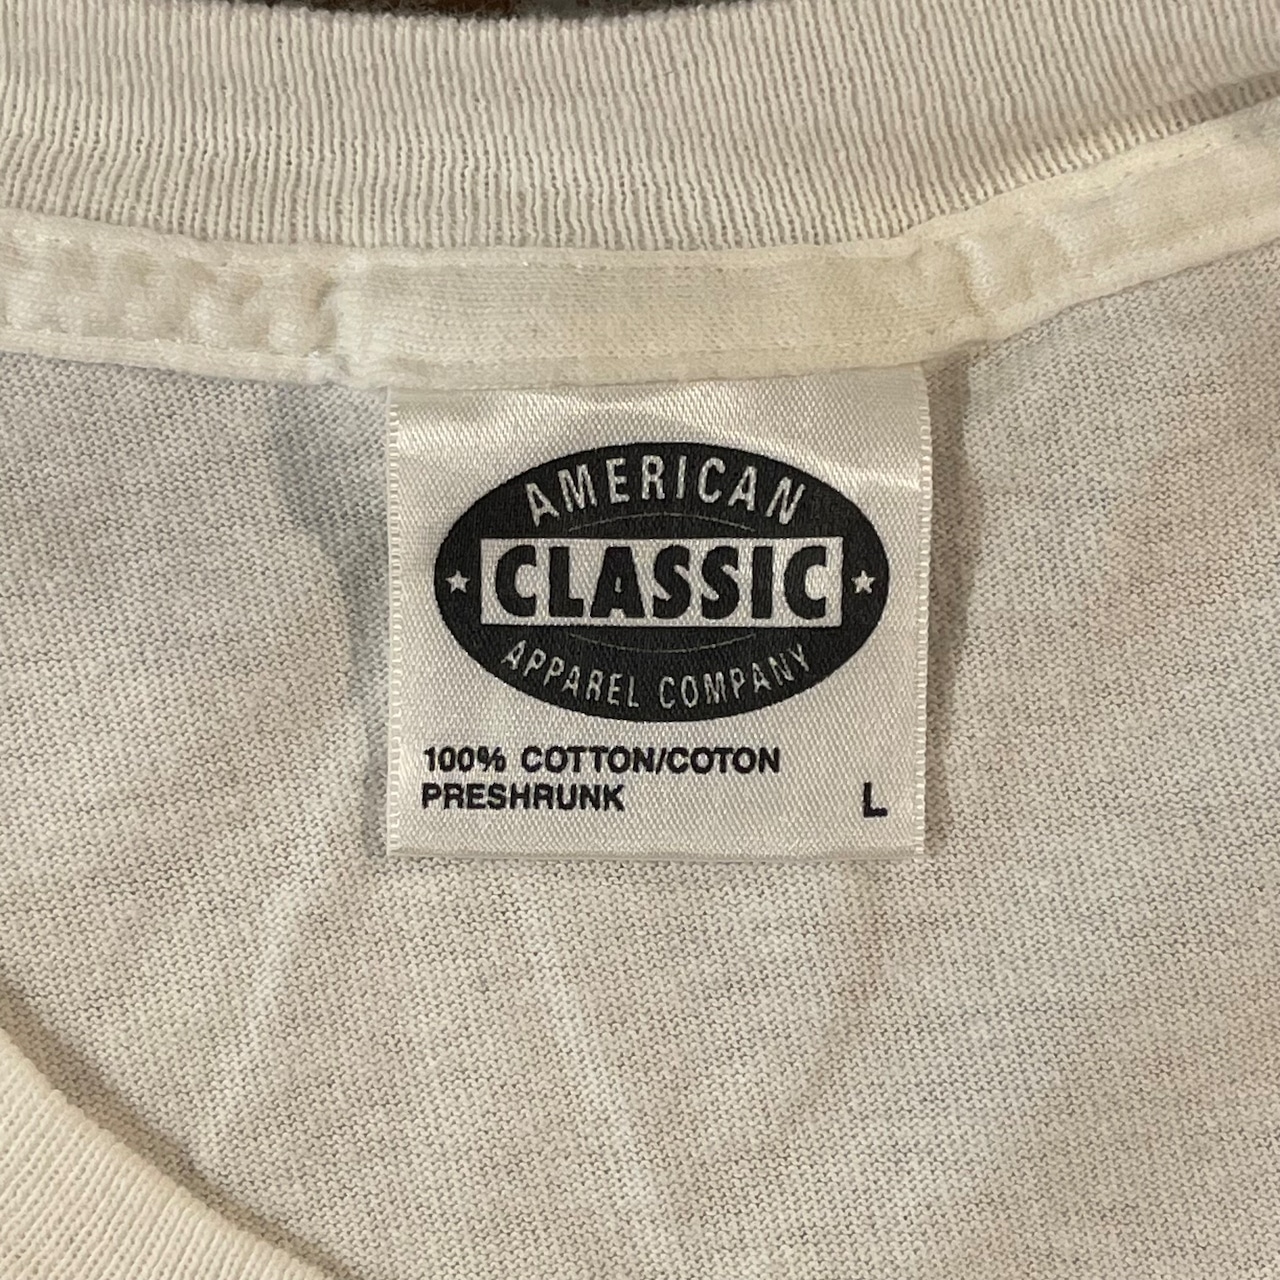 AMERICAN
CLASSIC
APPAREL COMPANY
100% COTTON/COTON
PRESHRUNK L